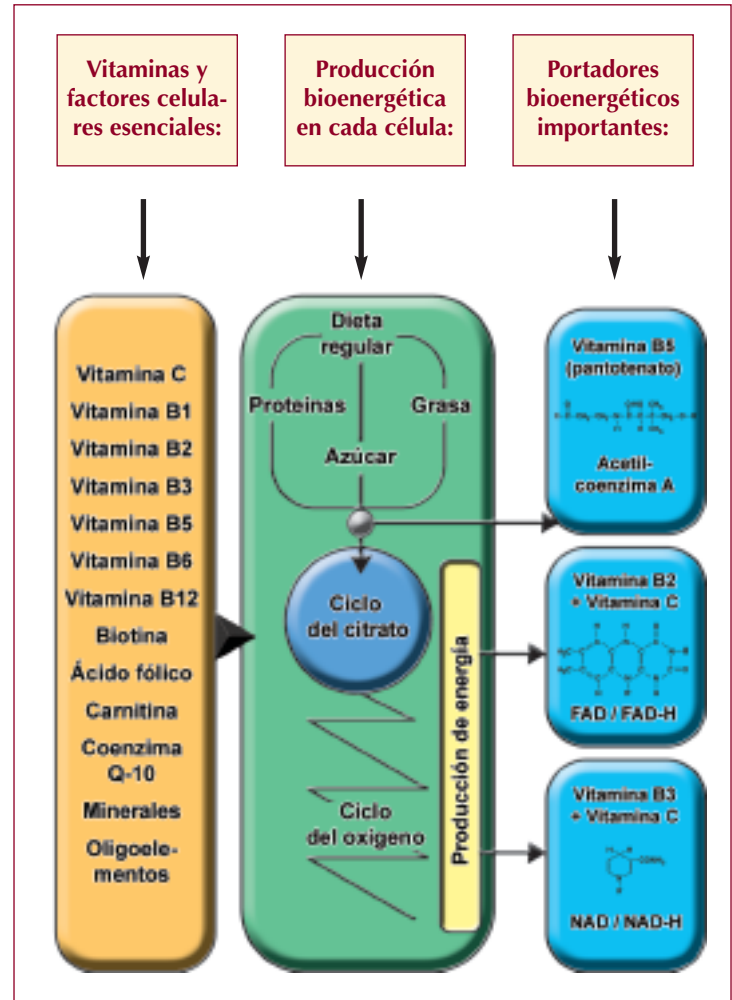 Vitaminas y
factores celula-
res esenciales:
Producción
bioenergética
en cada célula:
Portadores
bioenergéticos
importantes:
Vitamina C
Vitamina B1
Vitamina B2
Vitamina B3
Vitamina B5
Vitamina B6
Vitamina B12
Biotina
Ácido fólico
Carnitina
Coenzima
Q-10
Minerales
Oligoele-
mentos
Dieta
regular
Proteinas
Grasa
Azúcar
Ciclo
del citrato
Ciclo
del oxigeno
Producción de energía
Vitamina B5
(pantotenato)
Acetil-
coenzima A
Vitamina B2
+ Vitamina C
FAD / FAD-H
Vitamina B3
+ Vitamina C
NAD / NAD-H